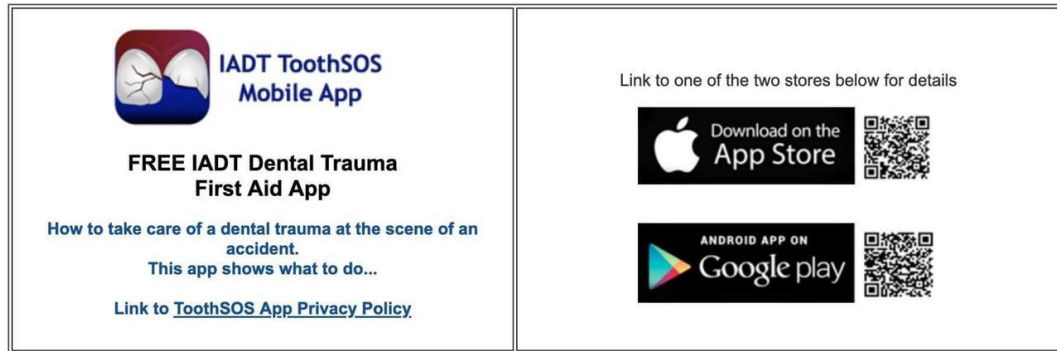 IADT ToothSOS
Mobile App
FREE IADT Dental Trauma
First Aid App
How to take care of a dental trauma at the scene of an
accident.
This app shows what to do...
Link to ToothSOS App Privacy Policy
Link to one of the two stores below for details
Download on the
App Store
ANDROID APP ON
Google play